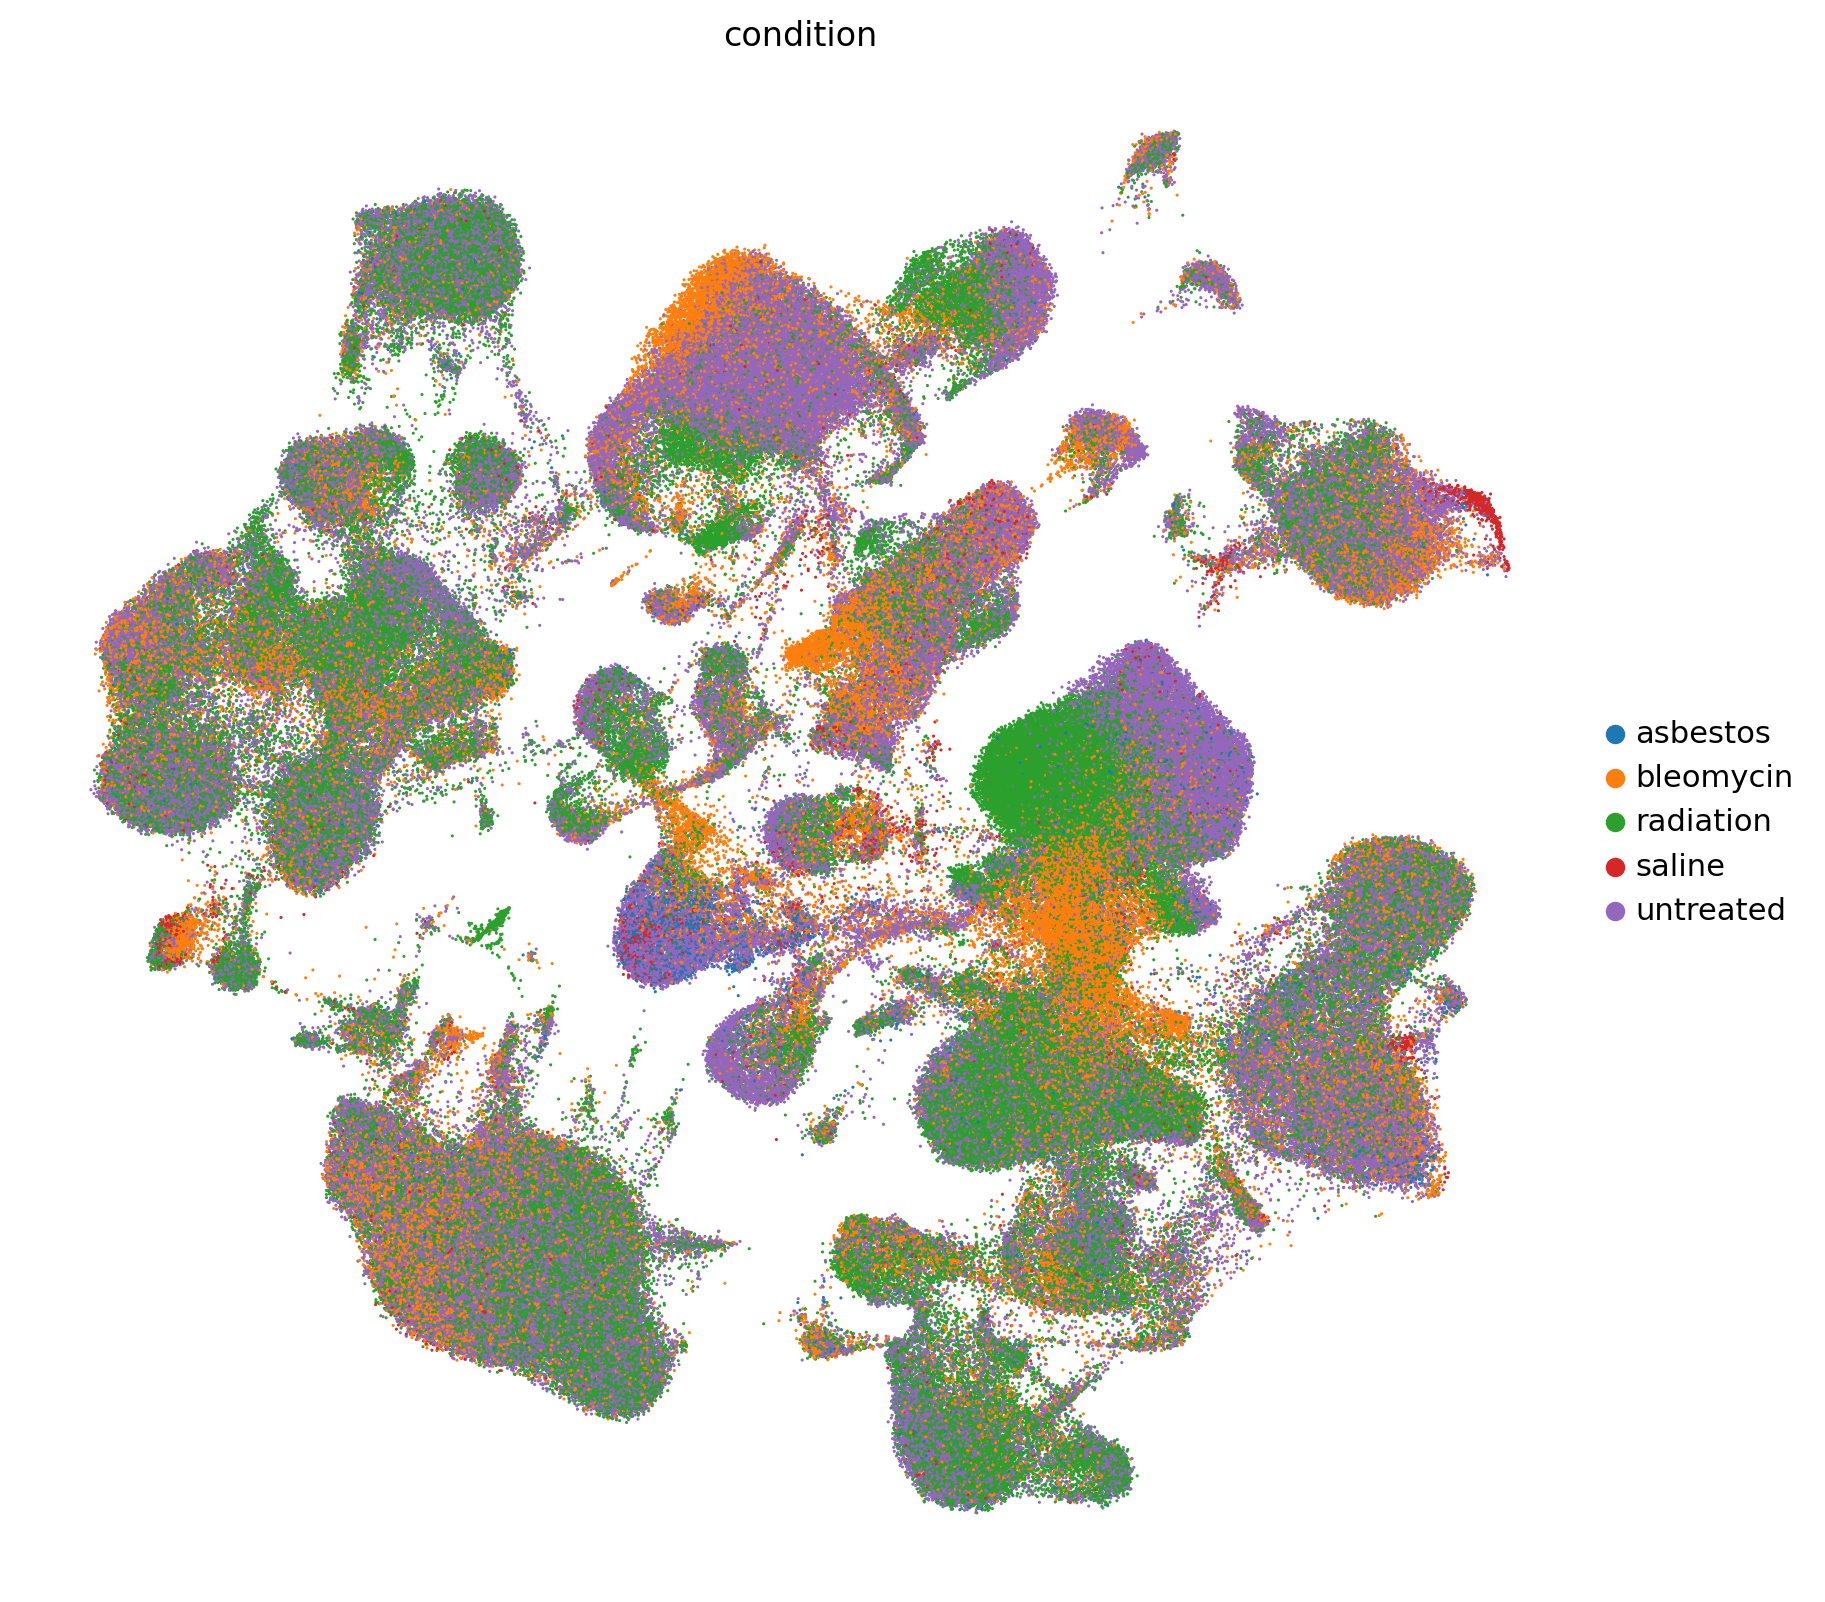 condition
asbestos
bleomycin
radiation
saline
untreated